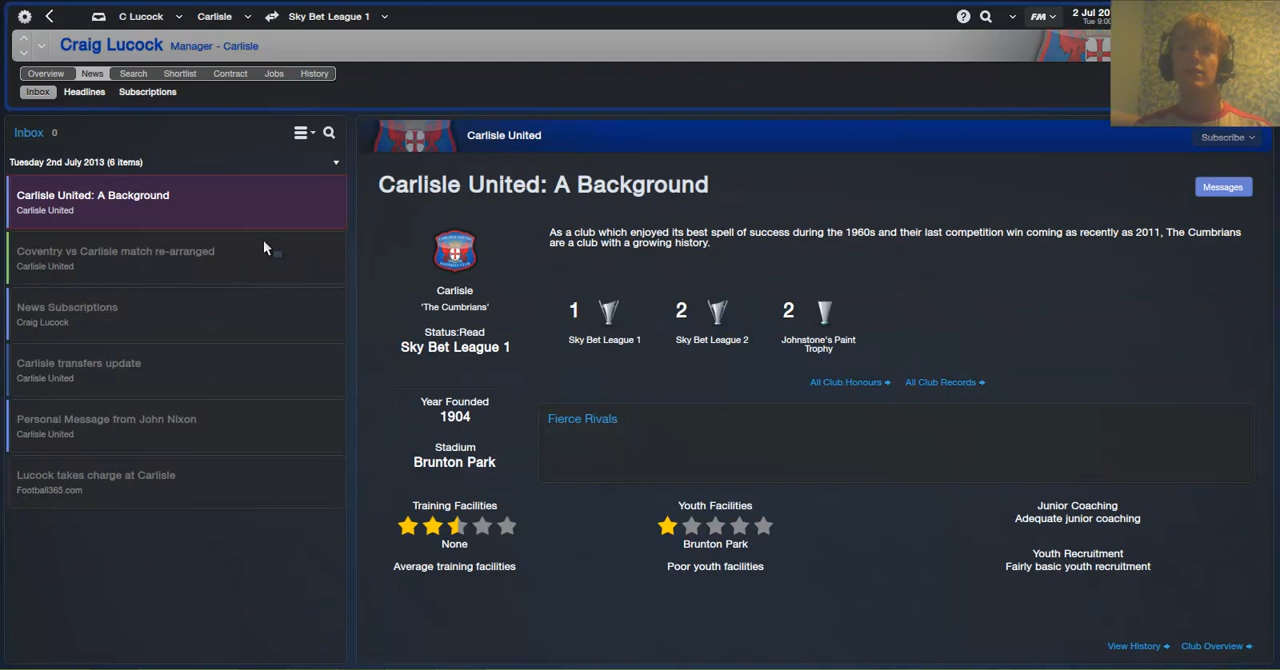 C Lucock
Carlisle
Sky Bet League 1
FM
2 Jul 20
Tue 9:0
Craig Lucock Manager - Carlisle
Overview News Search Shortlist Contract Jobs History
Inbox Headlines Subscriptions
Inbox 0
Tuesday 2nd July 2013 (6 items)
Carlisle United: A Background
Carlisle United
Coventry vs Carlisle match re-arranged
Carlisle United
News Subscriptions
Craig Lucock
Carlisle transfers update
Carlisle United
Personal Message from John Nixon
Carlisle United
Lucock takes charge at Carlisle
Football365.com
Carlisle United
Subscribe
Carlisle United: A Background
Messages
As a club which enjoyed its best spell of success during the 1960s and their last competition win coming as recently as 2011, The Cumbrians
are a club with a growing history.
Carlisle
'The Cumbrians'
Status:Read
Sky Bet League 1
1
Sky Bet League 1
2
Sky Bet League 2
2
Johnstone's Paint
Trophy
All Club Honours
All Club Records
Year Founded
1904
Stadium
Brunton Park
Fierce Rivals
Training Facilities
None
Average training facilities
Youth Facilities
Brunton Park
Poor youth facilities
Junior Coaching
Adequate junior coaching
Youth Recruitment
Fairly basic youth recruitment
View History
Club Overview